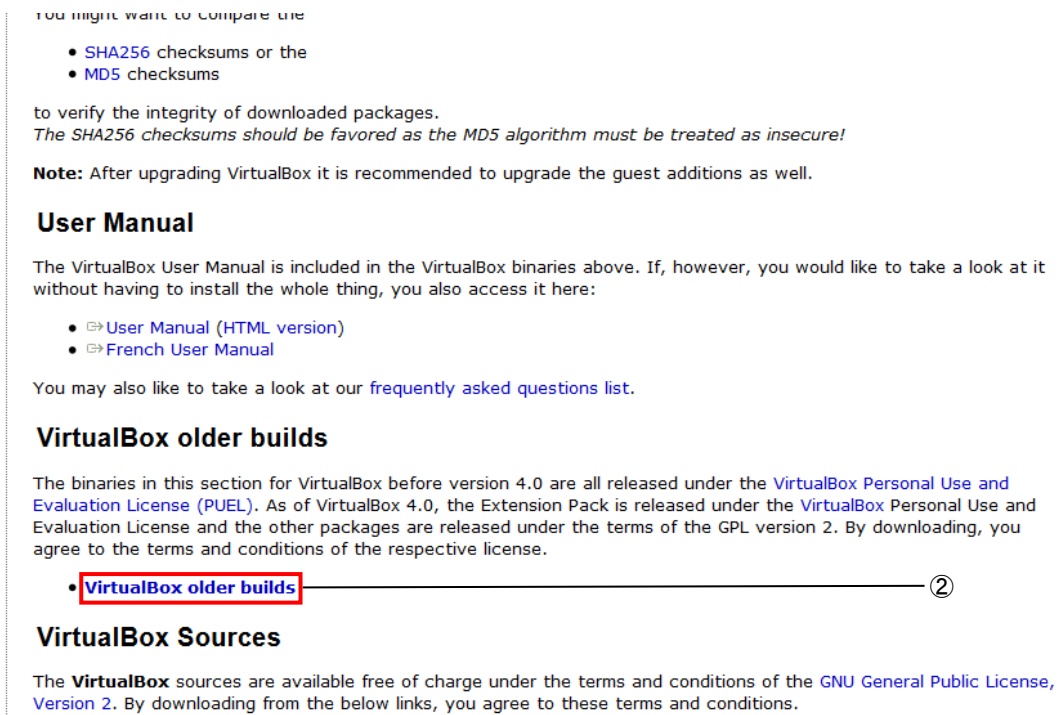 You might want to compare the
• SHA256 checksums or the
• MD5 checksums
to verify the integrity of downloaded packages.
The SHA256 checksums should be favored as the MD5 algorithm must be treated as insecure!
Note: After upgrading VirtualBox it is recommended to upgrade the guest additions as well.
User Manual
The VirtualBox User Manual is included in the VirtualBox binaries above. If, however, you would like to take a look at it
without having to install the whole thing, you also access it here:
• User Manual (HTML version)
• French User Manual
You may also like to take a look at our frequently asked questions list.
VirtualBox older builds
The binaries in this section for VirtualBox before version 4.0 are all released under the VirtualBox Personal Use and
Evaluation License (PUEL). As of VirtualBox 4.0, the Extension Pack is released under the VirtualBox Personal Use and
Evaluation License and the other packages are released under the terms of the GPL version 2. By downloading, you
agree to the terms and conditions of the respective license.
• VirtualBox older builds ②
VirtualBox Sources
The VirtualBox sources are available free of charge under the terms and conditions of the GNU General Public License,
Version 2. By downloading from the below links, you agree to these terms and conditions.